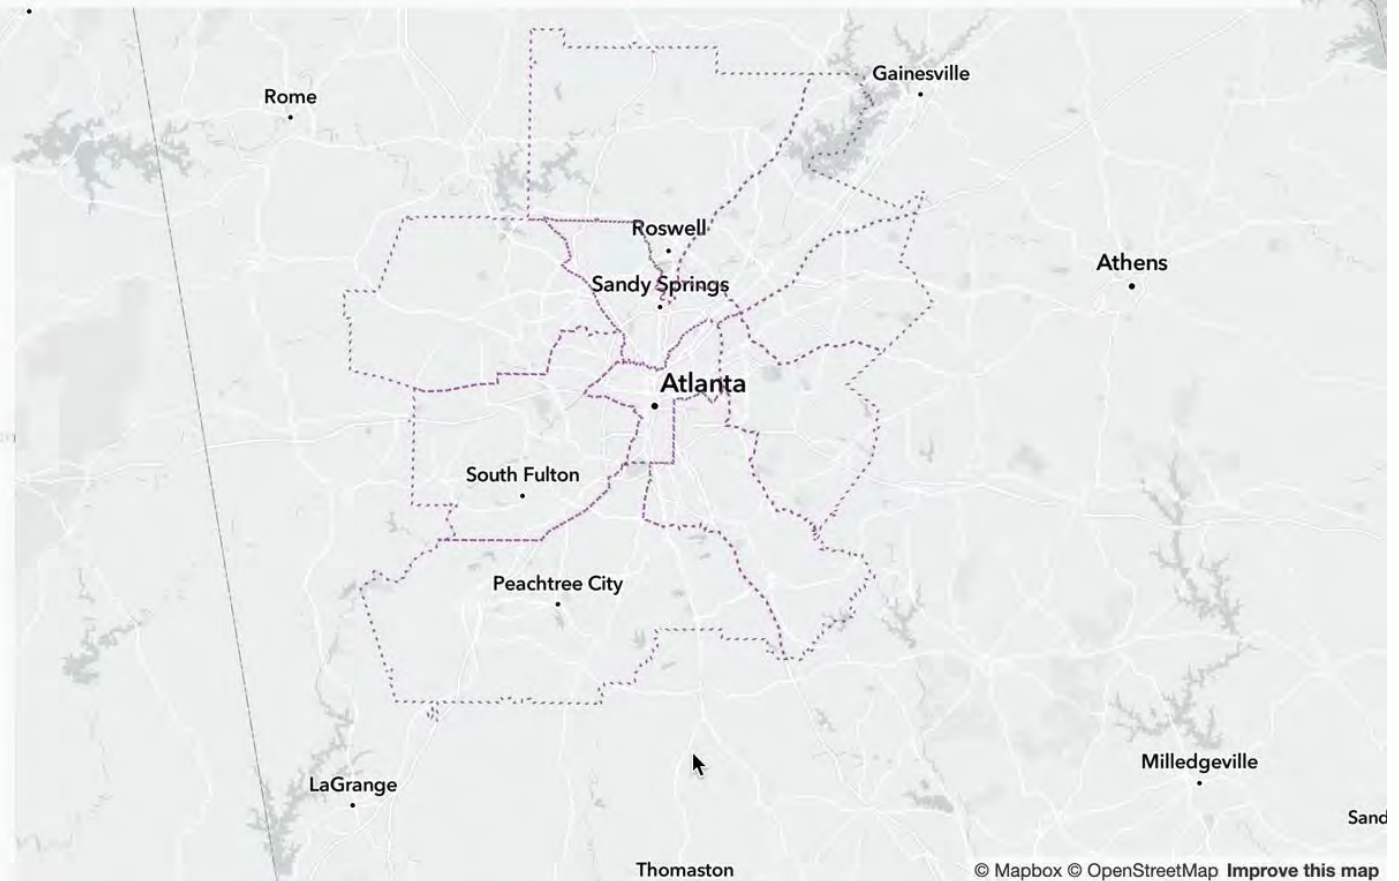 Gainesville
Rome
Roswell
Athens
Sandy Springs
Atlanta
South Fulton
Peachtree City
Milledgeville
LaGrange
Sand
Thomaston
© Mapbox © OpenStreetMap Improve this map